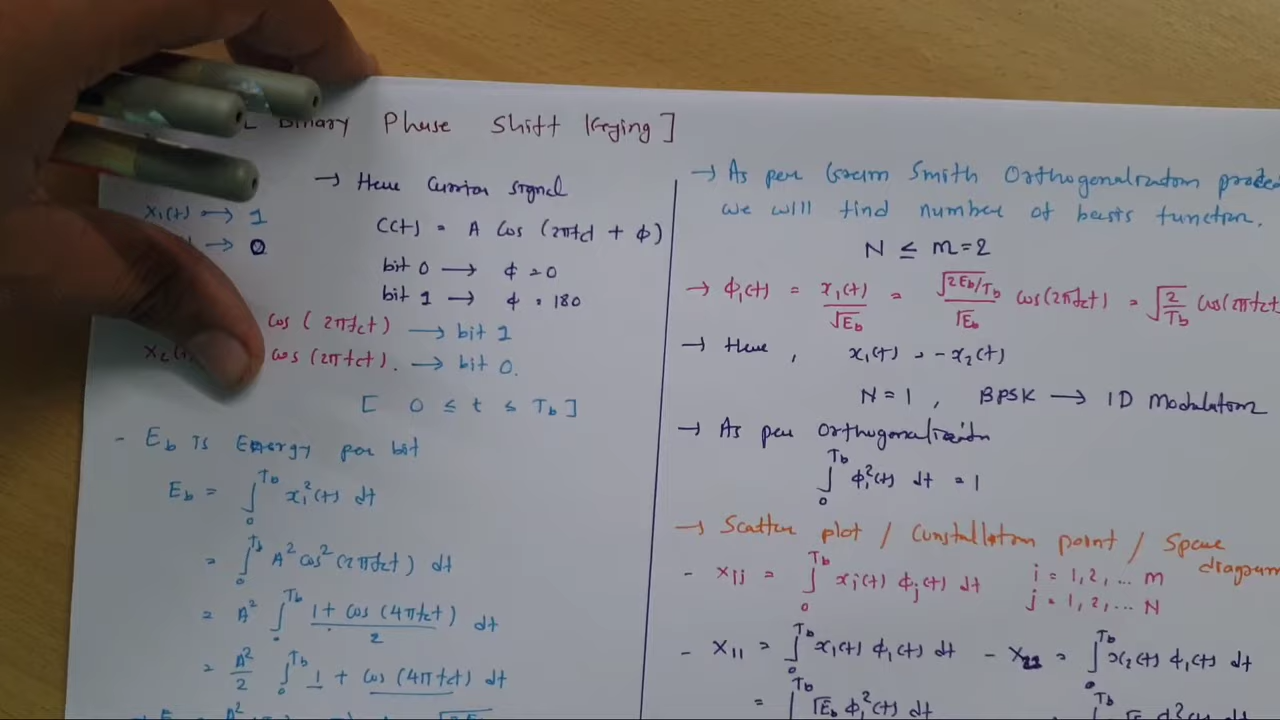 Binary Phase Shift Keying ]
→ Here Carrier signal
x₁(t) → 1
C(t) = A Cos (2πfct + φ)
→ 0
bit 0 → φ = 0
bit 1 → φ = 180
cos ( 2πfct) → bit 1
x₂( cos (2πfct). → bit 0.
[ 0 ≤ t ≤ Tb ]
- Eb is Energy per bit
Eb = ∫₀^Tb x₁²(t) dt
= ∫₀^Tb A² cos² (2πfct) dt
= A² ∫₀^Tb (1 + cos (4πfct))/2 dt
= A²/2 ∫₀^Tb 1 + cos (4πfct) dt
→ As per Gram Smith Orthogonalization
we will find number of basis function.
N ≤ m = 2
→ φ₁(t) = x₁(t)/√Eb = √(2Eb/Tb)/√Eb cos(2πfct) = √(2/Tb) cos(2πfct
→ Here , x₁(t) = -x₂(t)
N = 1 , BPSK → 1D Modulation
→ As per Orthogonalization
∫₀^Tb φ₁²(t) dt = 1
→ Scatter plot / Constellation point / Space diagram
- xij = ∫₀^Tb xi(t) φj(t) dt i = 1, 2, ... M
j = 1, 2, ... N
- x₁₁ = ∫₀^Tb x₁(t) φ₁(t) dt - x₂₁ = ∫₀^Tb x₂(t) φ₁(t) dt
= ∫ √Eb φ₁²(t) dt